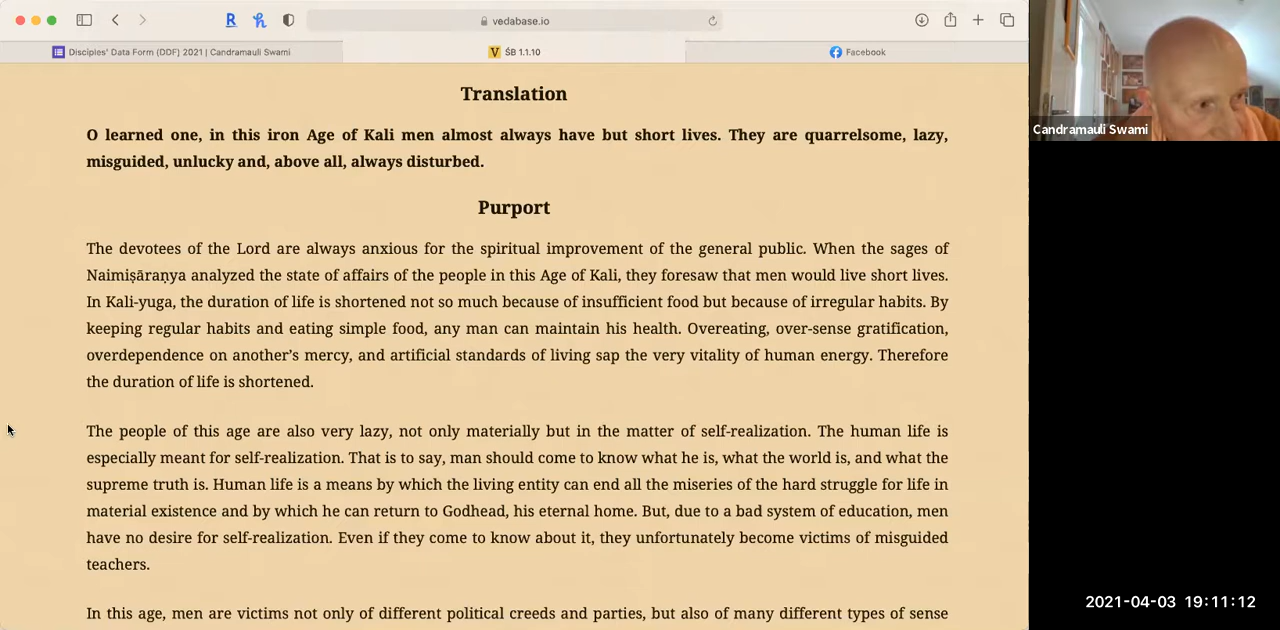 vedabase.io
Disciples' Data Form (DDF) 2021 | Candramauli Swami
ŚB 1.1.10
Facebook
Translation
O learned one, in this iron Age of Kali men almost always have but short lives. They are quarrelsome, lazy,
misguided, unlucky and, above all, always disturbed.
Purport
The devotees of the Lord are always anxious for the spiritual improvement of the general public. When the sages of
Naimiṣāraṇya analyzed the state of affairs of the people in this Age of Kali, they foresaw that men would live short lives.
In Kali-yuga, the duration of life is shortened not so much because of insufficient food but because of irregular habits. By
keeping regular habits and eating simple food, any man can maintain his health. Overeating, over-sense gratification,
overdependence on another’s mercy, and artificial standards of living sap the very vitality of human energy. Therefore
the duration of life is shortened.
The people of this age are also very lazy, not only materially but in the matter of self-realization. The human life is
especially meant for self-realization. That is to say, man should come to know what he is, what the world is, and what the
supreme truth is. Human life is a means by which the living entity can end all the miseries of the hard struggle for life in
material existence and by which he can return to Godhead, his eternal home. But, due to a bad system of education, men
have no desire for self-realization. Even if they come to know about it, they unfortunately become victims of misguided
teachers.
In this age, men are victims not only of different political creeds and parties, but also of many different types of sense
Candramauli Swami
2021-04-03 19:11:12